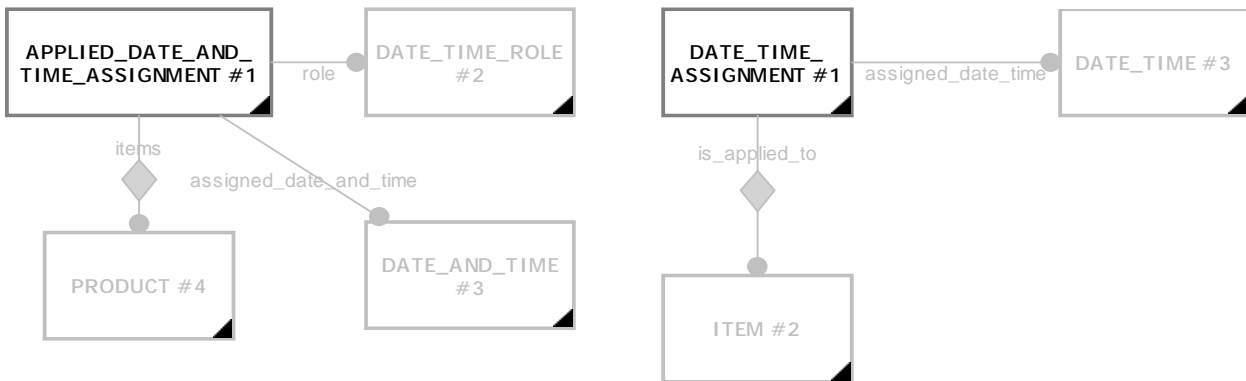 APPLIED_DATE_AND_
TIME_ASSIGNMENT #1
role
DATE_TIME_ROLE
#2
items
assigned_date_and_time
PRODUCT #4
DATE_AND_TIME
#3
DATE_TIME_
ASSIGNMENT #1
assigned_date_time
DATE_TIME #3
is_applied_to
ITEM #2